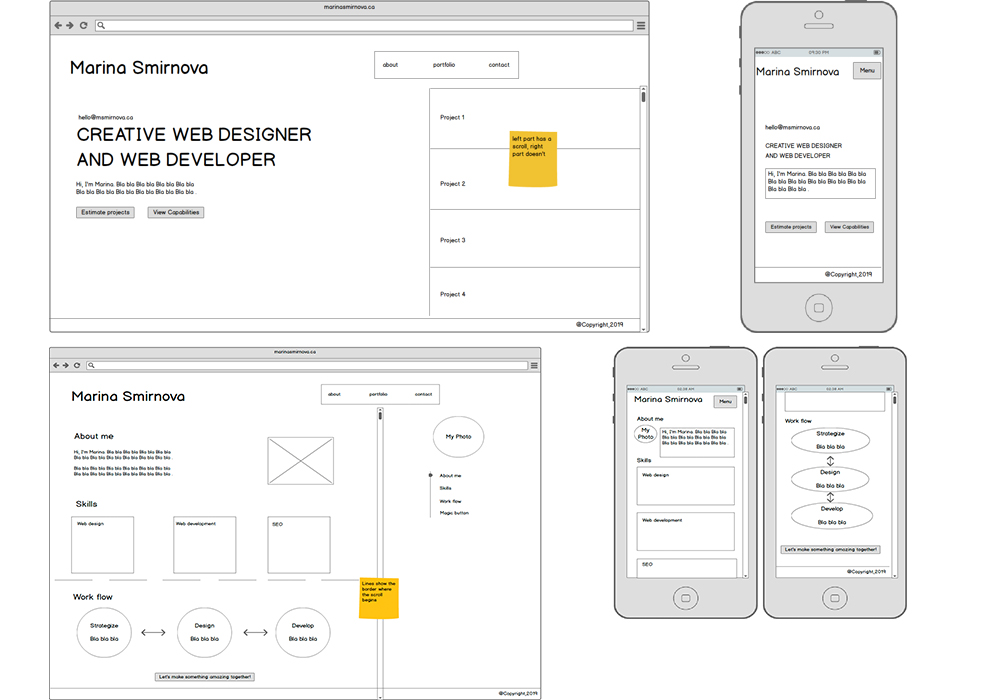 marinasmirnova.ca
Marina Smirnova
about portfolio contact
hello@msmirnova.ca
CREATIVE WEB DESIGNER
AND WEB DEVELOPER
Hi, I'm Marina. Bla bla Bla bla Bla bla Bla bla
Bla bla Bla bla Bla bla Bla bla Bla bla Bla bla .
Estimate projects View Capabilities
Project 1
left part has a
scroll, right
part doesn't
Project 2
Project 3
Project 4
@Copyright,2019
ABC 09:50 PM
Marina Smirnova Menu
hello@msmirnova.ca
CREATIVE WEB DESIGNER
AND WEB DEVELOPER
Hi, I'm Marina. Bla bla Bla bla Bla bla
Bla bla Bla bla Bla bla Bla bla Bla bla
Bla bla Bla bla .
Estimate projects View Capabilities
@Copyright,2019
marinasmirnova.ca
Marina Smirnova
about portfolio contact
About me
Hi, I'm Marina. Bla bla Bla bla Bla bla Bla bla
Bla bla Bla bla Bla bla Bla bla Bla bla Bla bla .
Bla bla Bla bla Bla bla Bla bla Bla bla Bla bla
Bla bla Bla bla Bla bla Bla bla Bla bla Bla bla .
My Photo
About me
Skills
Work flow
Magic button
Skills
Web design
Web development
SEO
Lines show the
border where
the scroll
begins
Work flow
Strategize
Bla bla bla
Design
Bla bla bla
Develop
Bla bla bla
Let's make something amazing together!
@Copyright,2019
ABC
Marina Smirnova Menu
About me
My
Photo
Hi, I'm Marina. Bla bla Bla bla Bla bla
Bla bla Bla bla Bla bla Bla bla Bla bla
Bla bla Bla bla Bla bla Bla bla .
Skills
Web design
Web development
SEO
ABC
Work flow
Strategize
Bla bla bla
Design
Bla bla bla
Develop
Bla bla bla
Let's make something amazing together!
@Copyright,2019